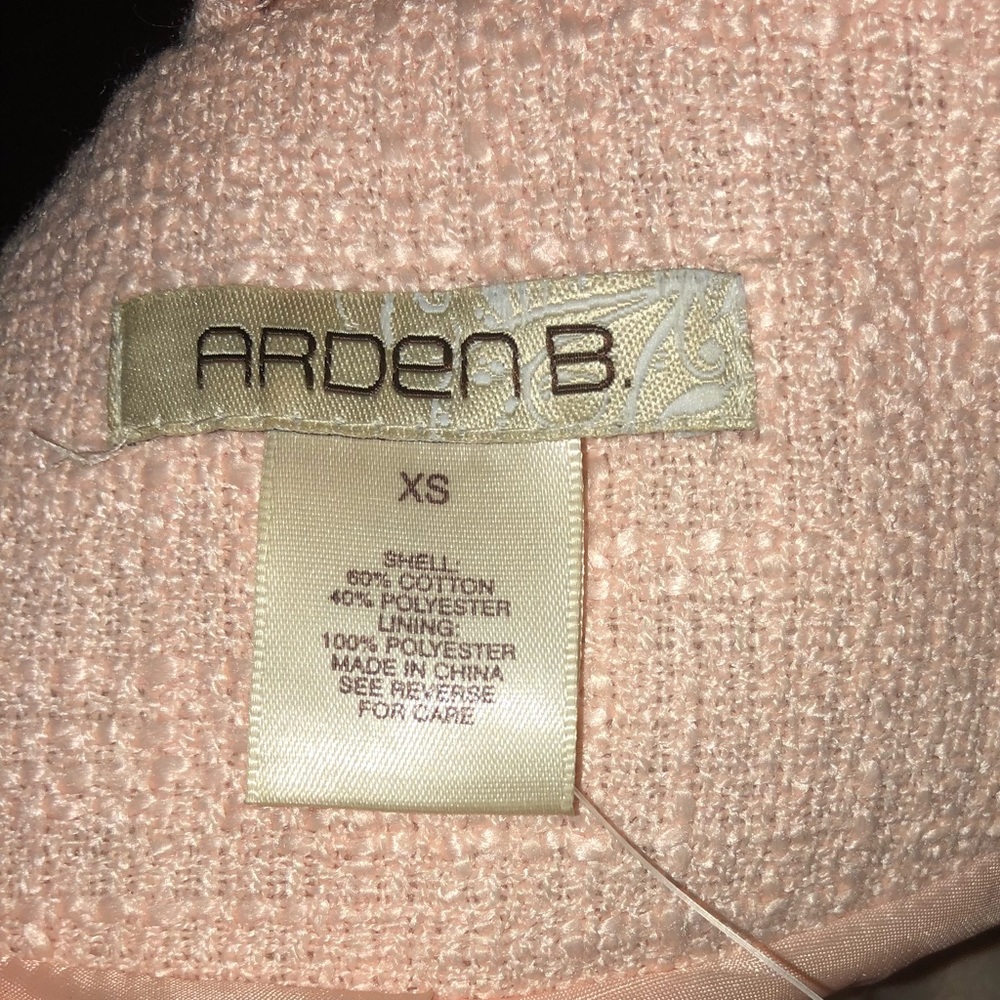 ARDEN B.
XS
SHELL:
60% COTTON
40% POLYESTER
LINING:
100% POLYESTER
MADE IN CHINA
SEE REVERSE
FOR CARE